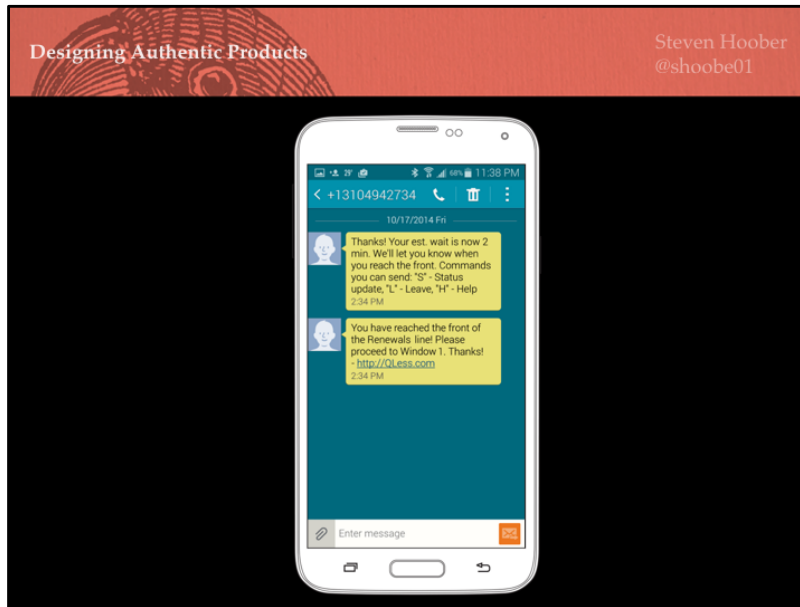 Designing Authentic Products
Steven Hoober
@shoobe01
29°
68%
11:38 PM
+13104942734
10/17/2014 Fri
Thanks! Your est. wait is now 2
min. We'll let you know when
you reach the front. Commands
you can send: "S" - Status
update, "L" - Leave, "H" - Help
2:34 PM
You have reached the front of
the Renewals line! Please
proceed to Window 1. Thanks!
- http://QLess.com
2:34 PM
Enter message